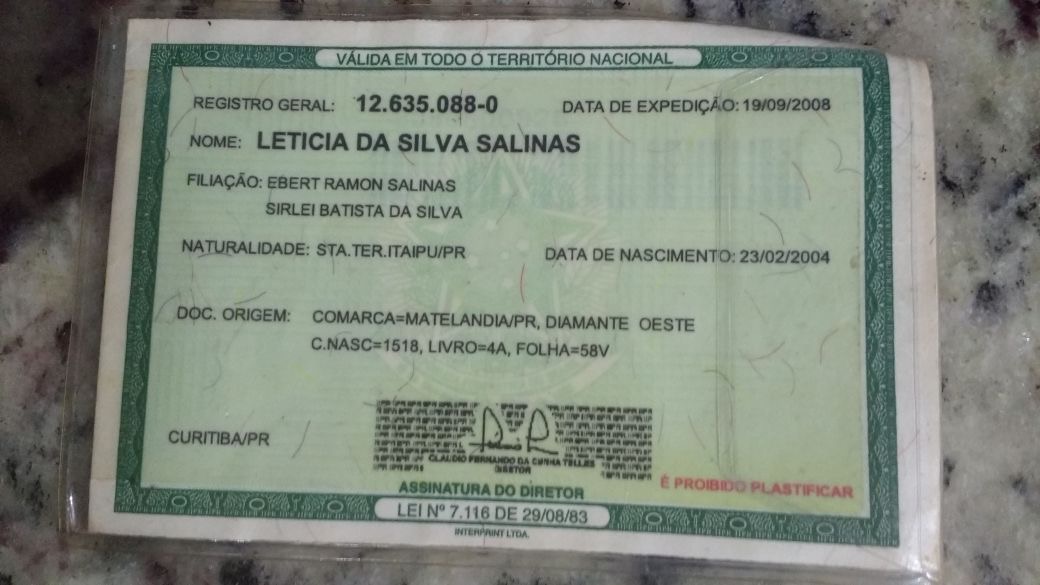 VÁLIDA EM TODO O TERRITÓRIO NACIONAL
REGISTRO GERAL: 12.635.088-0 DATA DE EXPEDIÇÃO: 19/09/2008
NOME: LETICIA DA SILVA SALINAS
FILIAÇÃO: EBERT RAMON SALINAS
SIRLEI BATISTA DA SILVA
NATURALIDADE: STA.TER.ITAIPU/PR DATA DE NASCIMENTO: 23/02/2004
DOC. ORIGEM: COMARCA=MATELANDIA/PR, DIAMANTE OESTE
C.NASC=1518, LIVRO=4A, FOLHA=58V
CURITIBA/PR
CLAUDIO FERNANDO DA CUNHA TELLES
DIRETOR
ASSINATURA DO DIRETOR
É PROIBIDO PLASTIFICAR
LEI Nº 7.116 DE 29/08/83
INTERPRINT LTDA.